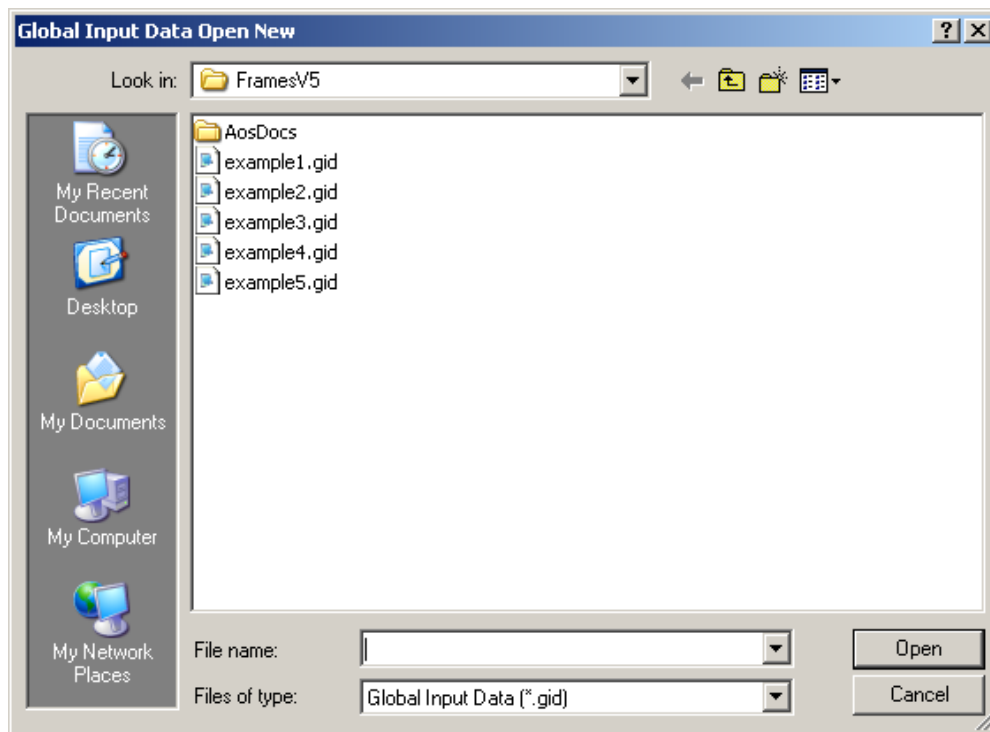 Global Input Data Open New
Look in: FramesV5
My Recent
Documents
Desktop
My Documents
My Computer
My Network
Places
AosDocs
example1.gid
example2.gid
example3.gid
example4.gid
example5.gid
File name:
Open
Files of type: Global Input Data (*.gid)
Cancel